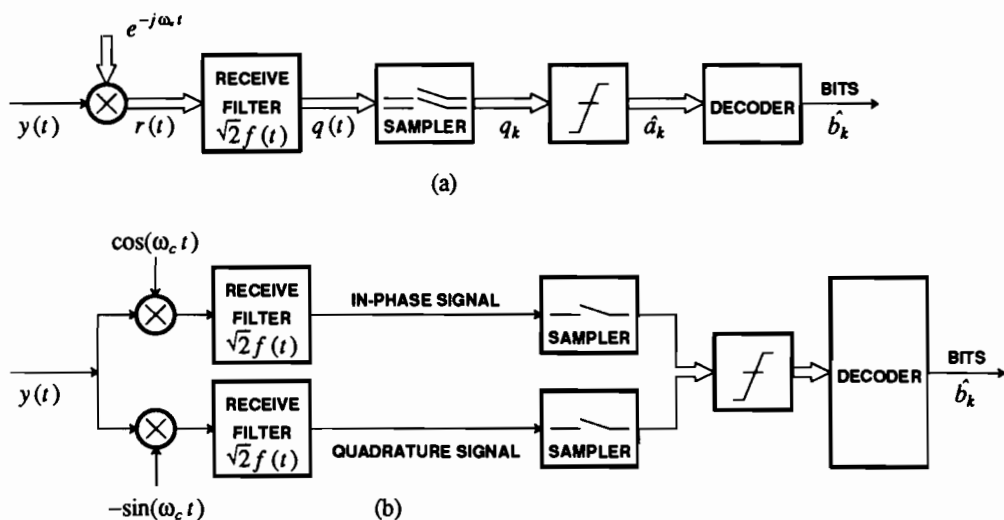 e^{-jω_c t}
RECEIVE
FILTER
√2 f(t)
SAMPLER
DECODER
BITS
y(t)
r(t)
q(t)
q_k
â_k
b̂_k
(a)
cos(ω_c t)
RECEIVE
FILTER
√2 f(t)
IN-PHASE SIGNAL
SAMPLER
y(t)
DECODER
BITS
b̂_k
RECEIVE
FILTER
√2 f(t)
QUADRATURE SIGNAL
SAMPLER
−sin(ω_c t)
(b)